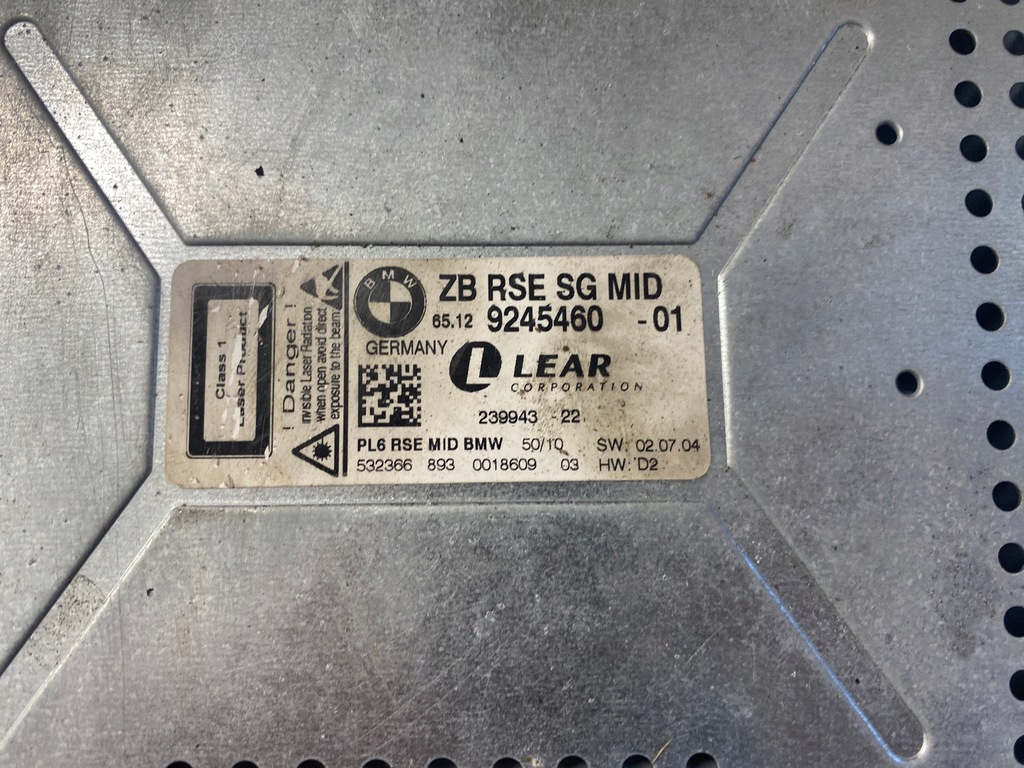 Class 1
Laser Product
! Danger !
Invisible Laser Radiation
when open avoid direct
exposure to the beam
BMW
ZB RSE SG MID
65.12 9245460 -01
GERMANY
L LEAR
CORPORATION
239943 -22
PL6 RSE MID BMW 50/10 SW: 02.07.04
532366 893 0018609 03 HW: D2